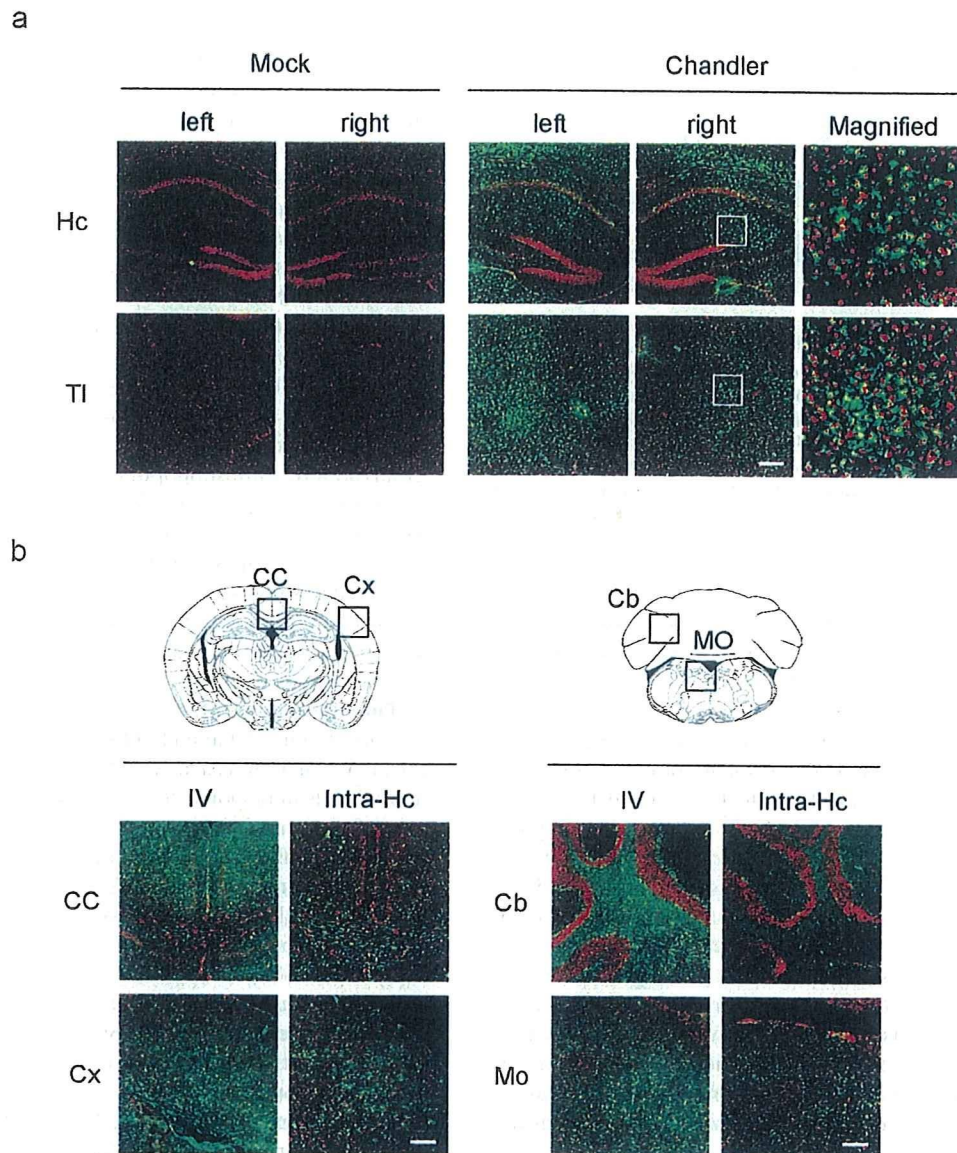 a
Mock Chandler
left right left right Magnified
Hc
Tl
b
CC Cx
Cb
MO
IV Intra-Hc IV Intra-Hc
CC Cb
Cx Mo